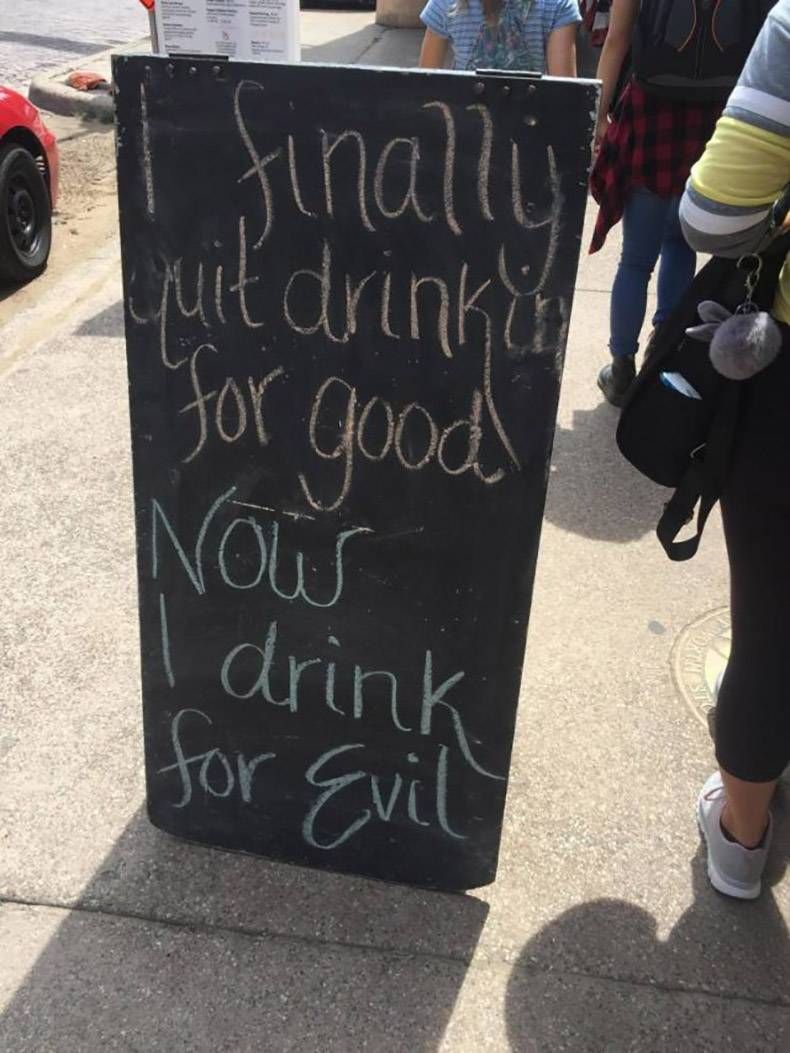 I finally
quit drinkin
for good
Now
I drink
for Evil